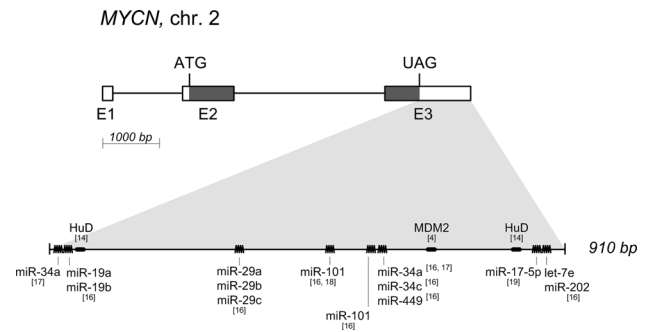 MYCN, chr. 2
ATG UAG
E1 E2 E3
1000 bp
HuD MDM2 HuD
[14] [4] [14]
910 bp
miR-34a miR-19a miR-29a miR-101 miR-34a [16, 17] miR-17-5p let-7e
[17] miR-19b miR-29b [16, 18] miR-34c [16] [19] miR-202
[16] miR-29c miR-449 [16] [16]
[16] miR-101
[16]